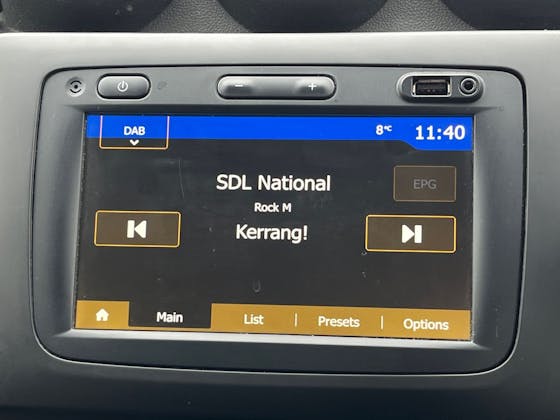 − +
DAB
8°C 11:40
SDL National
EPG
Rock M
Kerrang!
Main List Presets Options